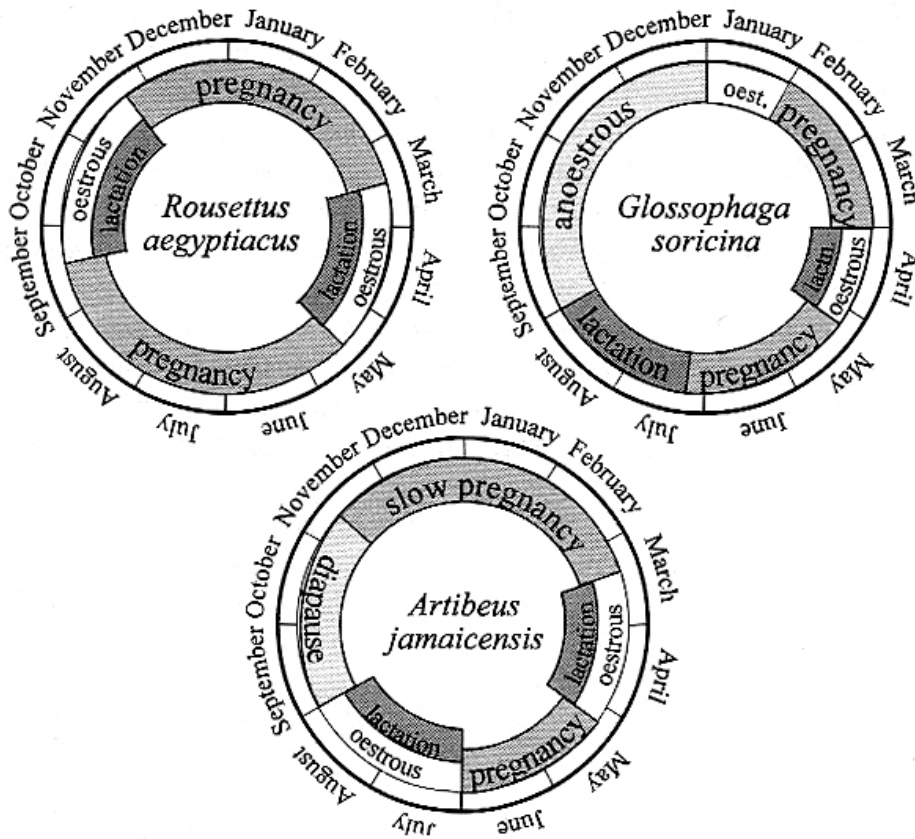 January
February
March
April
May
June
July
August
September
October
November
December
pregnancy
lactation
oestrous
pregnancy
lactation
oestrous
Rousettus
aegyptiacus
January
February
March
April
May
June
July
August
September
October
November
December
oest.
pregnancy
lactn.
oestrous
pregnancy
lactation
anoestrous
Glossophaga
soricina
January
February
March
April
May
June
July
August
September
October
November
December
slow pregnancy
lactation
oestrous
pregnancy
lactation
oestrous
diapause
Artibeus
jamaicensis